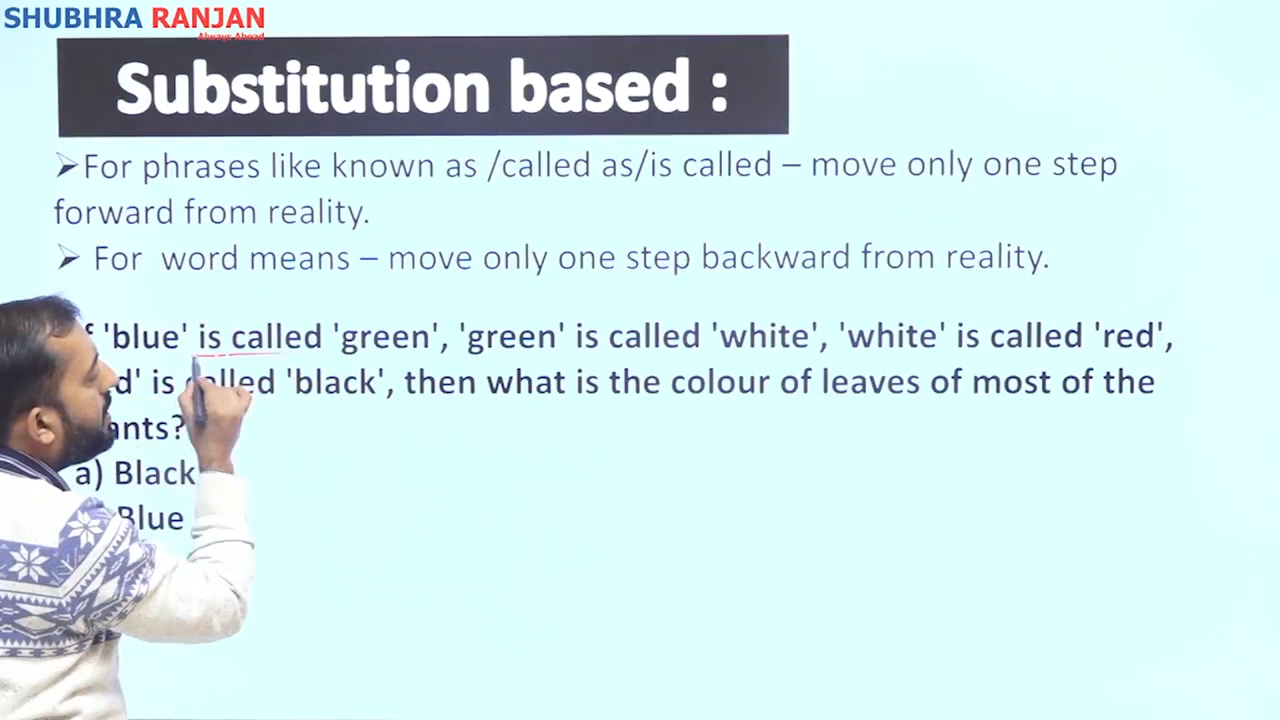 SHUBHRA RANJAN
Always Ahead
Substitution based :
➢For phrases like known as /called as/is called – move only one step
forward from reality.
➢ For word means – move only one step backward from reality.
'blue' is called 'green', 'green' is called 'white', 'white' is called 'red',
is called 'black', then what is the colour of leaves of most of the
a) Black
Blue